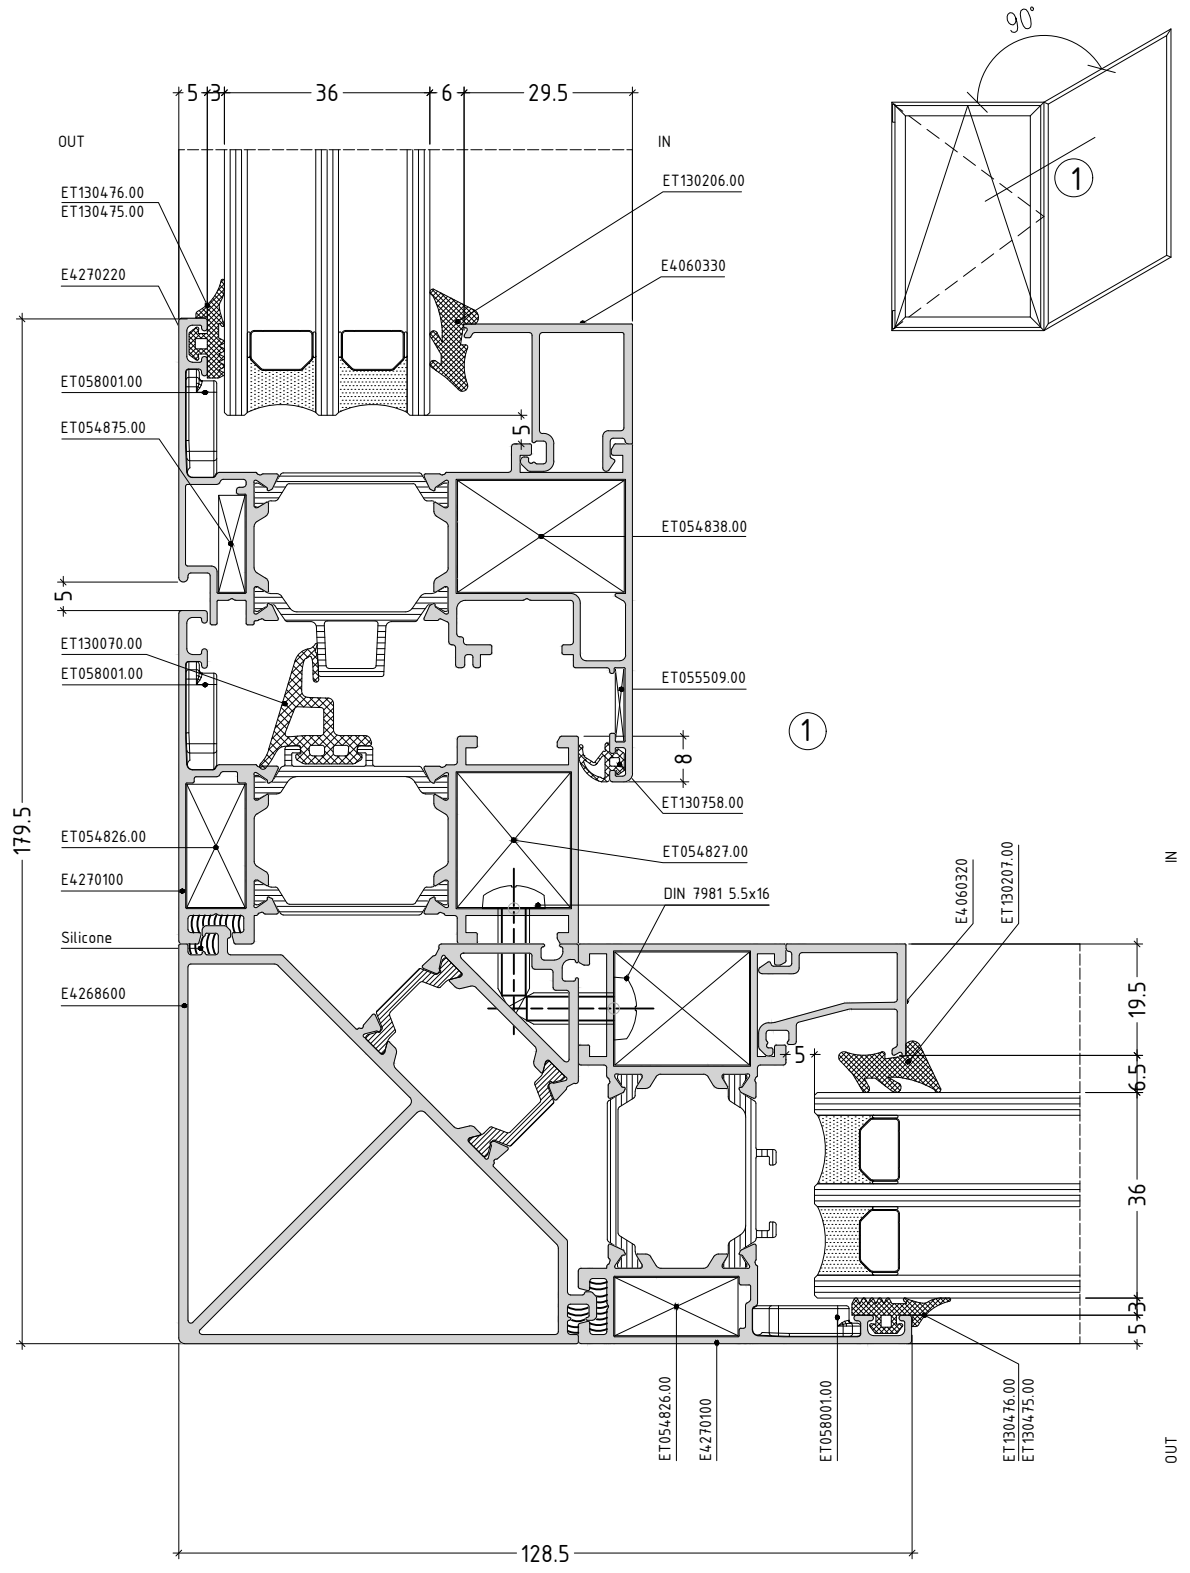 90°
1
5
3
36
6
29.5
OUT
IN
ET130476.00
ET130475.00
ET130206.00
E4270220
E4060330
ET058001.00
5
ET054875.00
ET054838.00
5
ET130070.00
ET058001.00
ET055509.00
1
8
ET130758.00
179.5
ET054826.00
ET054827.00
E4270100
DIN 7981 5.5x16
E4060320
ET130207.00
IN
Silicone
E4268600
19.5
5
6.5
36
3
5
ET054826.00
E4270100
ET058001.00
ET130476.00
ET130475.00
OUT
128.5